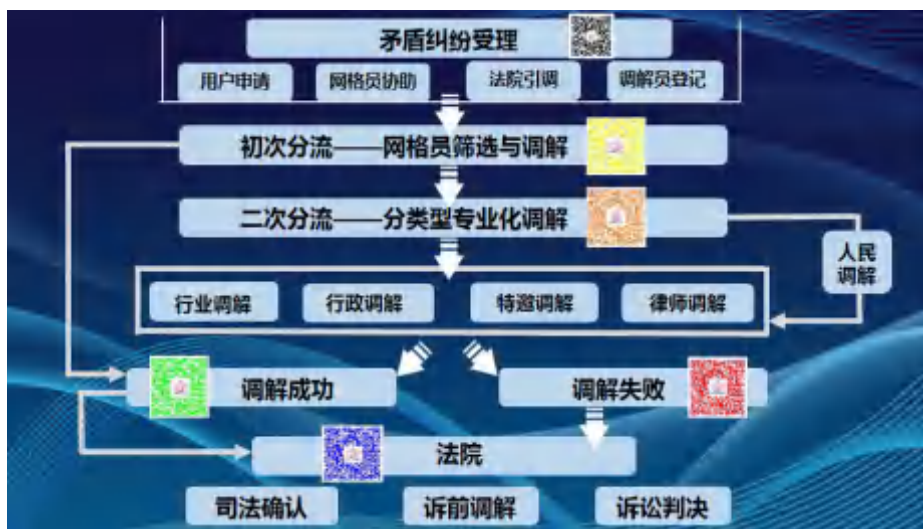 矛盾纠纷受理
用户申请
网格员协助
法院引调
调解员登记
初次分流——网格员筛选与调解
二次分流——分类型专业化调解
人民
调解
行业调解
行政调解
特邀调解
律师调解
调解成功
调解失败
法院
司法确认
诉前调解
诉讼判决